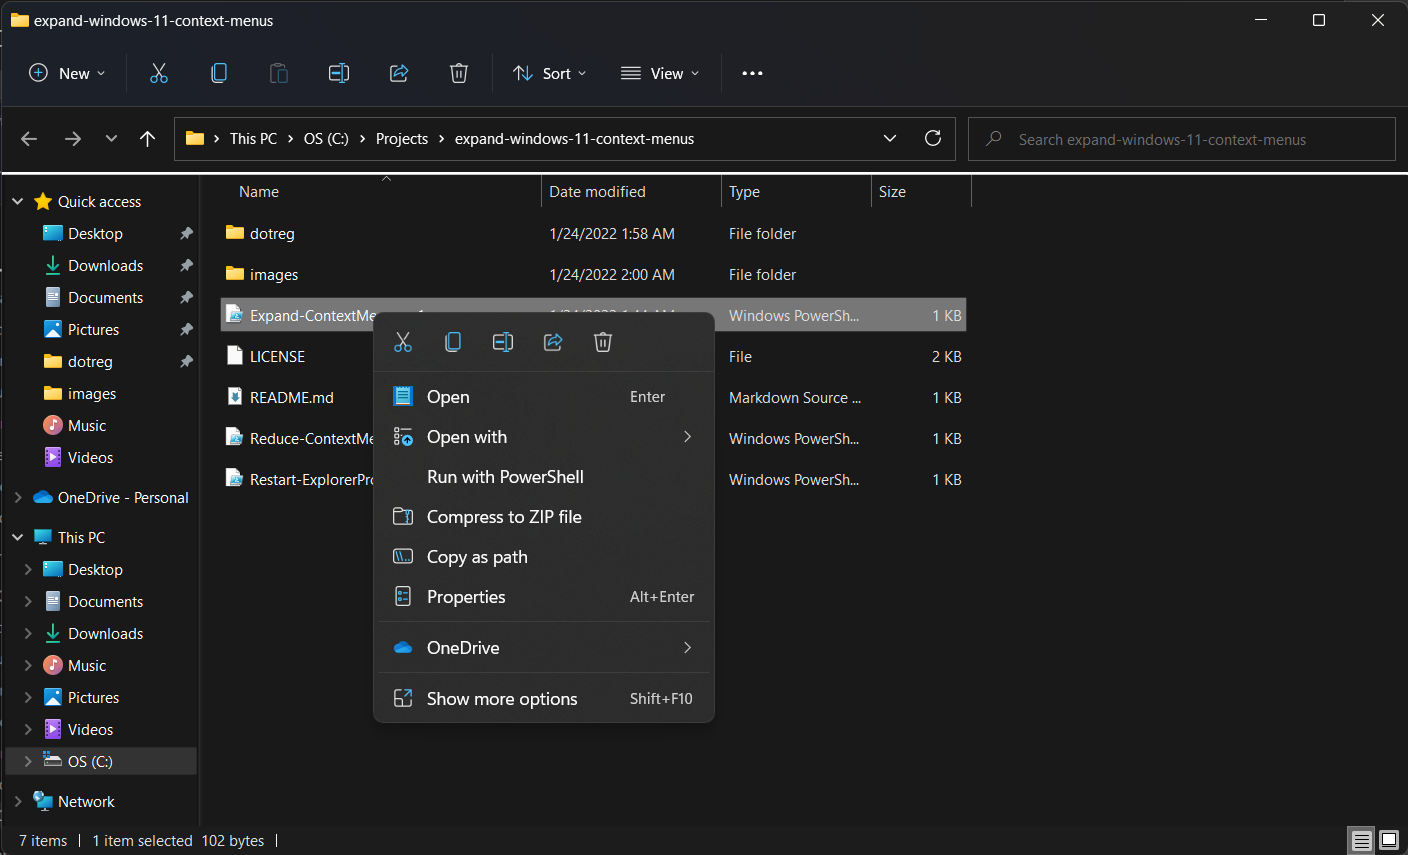 expand-windows-11-context-menus
New
Sort
View
This PC
OS (C:)
Projects
expand-windows-11-context-menus
Search expand-windows-11-context-menus
Quick access
Desktop
Downloads
Documents
Pictures
dotreg
images
Music
Videos
OneDrive - Personal
This PC
Desktop
Documents
Downloads
Music
Pictures
Videos
OS (C:)
Network
Name Date modified Type Size
dotreg 1/24/2022 1:58 AM File folder
images 1/24/2022 2:00 AM File folder
Expand-ContextMe Windows PowerSh... 1 KB
LICENSE File 2 KB
README.md Markdown Source ... 1 KB
Reduce-ContextMe Windows PowerSh... 1 KB
Restart-ExplorerPro Windows PowerSh... 1 KB
Open Enter
Open with
Run with PowerShell
Compress to ZIP file
Copy as path
Properties Alt+Enter
OneDrive
Show more options Shift+F10
7 items 1 item selected 102 bytes